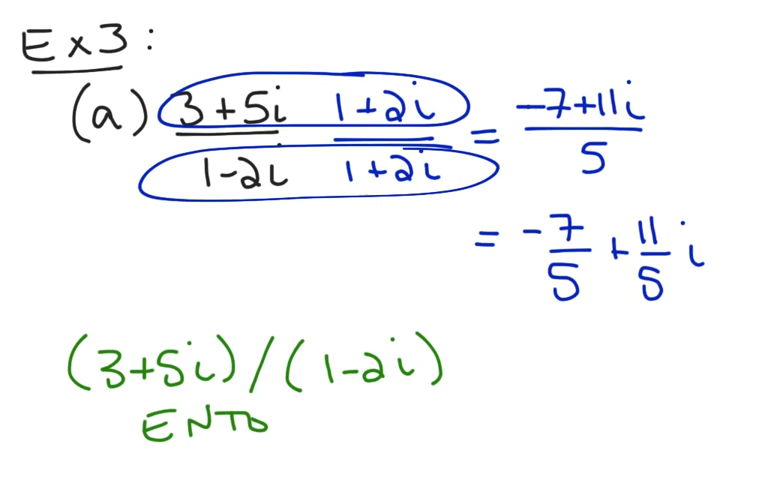 Ex3:
(a) 3+5i/1-2i 1+2i/1+2i = -7+11i/5
= -7/5 + 11/5 i
(3+5i)/(1-2i)
ENTO